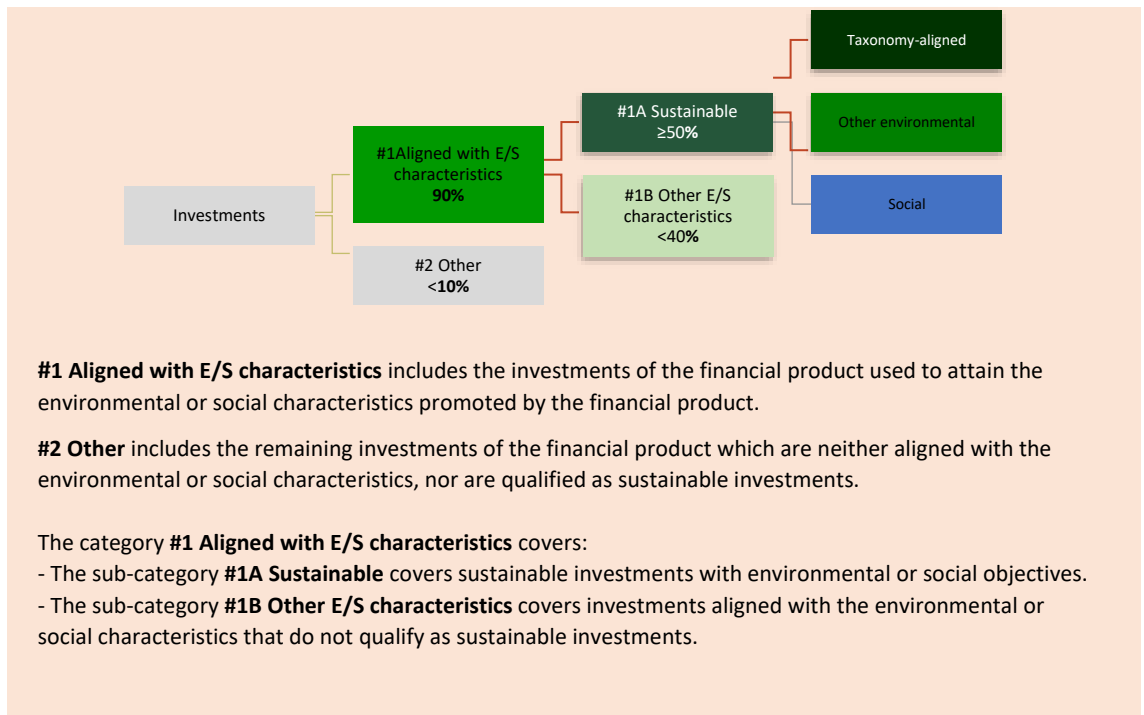 Taxonomy-aligned
#1A Sustainable
≥50%
Other environmental
#1Aligned with E/S
characteristics
90%
#1B Other E/S
characteristics
<40%
Social
Investments
#2 Other
<10%
#1 Aligned with E/S characteristics includes the investments of the financial product used to attain the
environmental or social characteristics promoted by the financial product.
#2 Other includes the remaining investments of the financial product which are neither aligned with the
environmental or social characteristics, nor are qualified as sustainable investments.
The category #1 Aligned with E/S characteristics covers:
- The sub-category #1A Sustainable covers sustainable investments with environmental or social objectives.
- The sub-category #1B Other E/S characteristics covers investments aligned with the environmental or
social characteristics that do not qualify as sustainable investments.